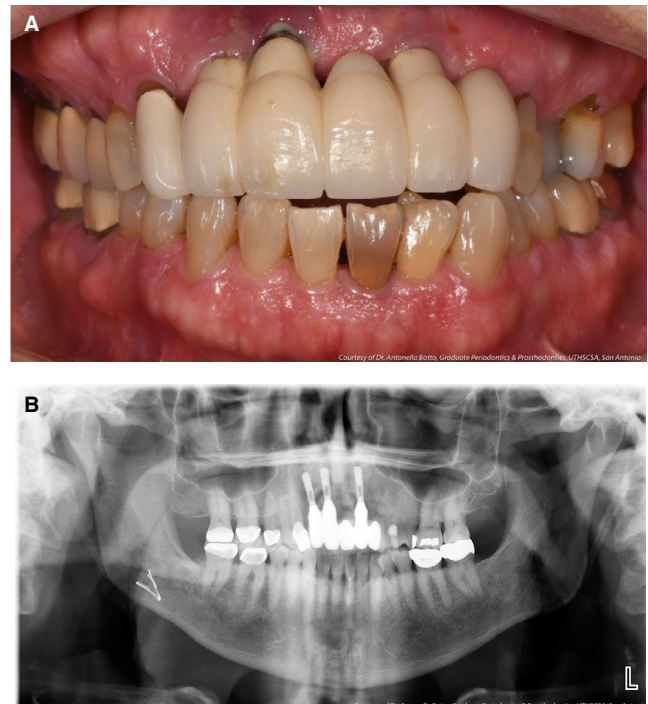 A
Courtesy of Dr. Antonella Botto, Graduate Periodontics & Prosthodontics, UTHSCSA, San Antonio
B
L